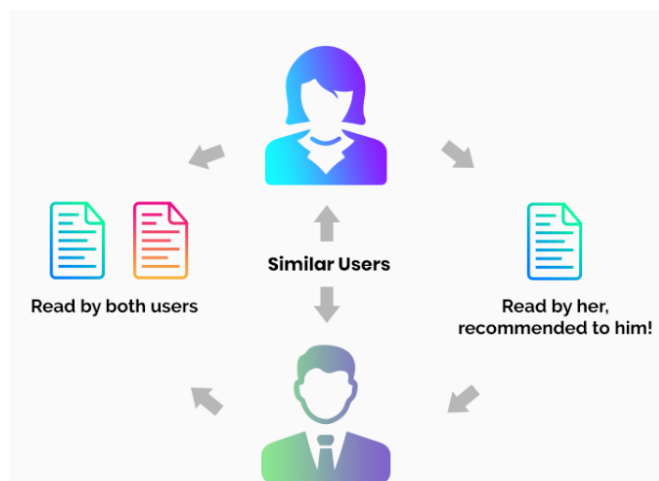 Similar Users
Read by both users
Read by her,
recommended to him!